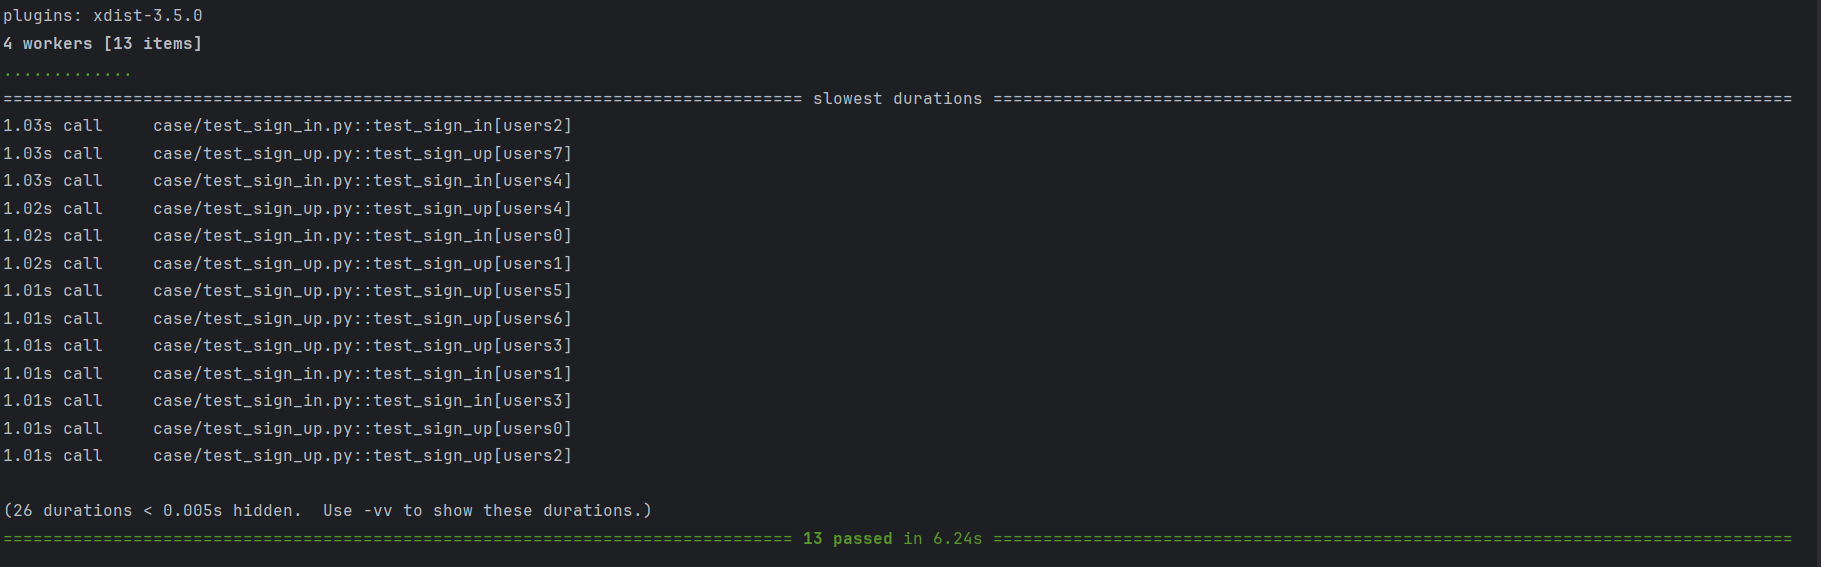 plugins: xdist-3.5.0
4 workers [13 items]
.............
================================================================================ slowest durations ================================================================================
1.03s call     case/test_sign_in.py::test_sign_in[users2]
1.03s call     case/test_sign_up.py::test_sign_up[users7]
1.03s call     case/test_sign_in.py::test_sign_in[users4]
1.02s call     case/test_sign_up.py::test_sign_up[users4]
1.02s call     case/test_sign_in.py::test_sign_in[users0]
1.02s call     case/test_sign_up.py::test_sign_up[users1]
1.01s call     case/test_sign_up.py::test_sign_up[users5]
1.01s call     case/test_sign_up.py::test_sign_up[users6]
1.01s call     case/test_sign_up.py::test_sign_up[users3]
1.01s call     case/test_sign_in.py::test_sign_in[users1]
1.01s call     case/test_sign_in.py::test_sign_in[users3]
1.01s call     case/test_sign_up.py::test_sign_up[users0]
1.01s call     case/test_sign_up.py::test_sign_up[users2]
(26 durations < 0.005s hidden.  Use -vv to show these durations.)
=============================================================================== 13 passed in 6.24s ================================================================================